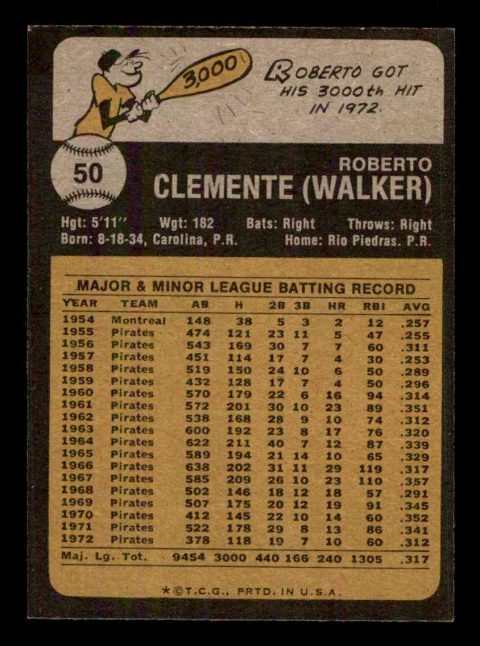 3,000
ROBERTO GOT
HIS 3000th HIT
IN 1972.
50
ROBERTO
CLEMENTE (WALKER)
Hgt: 5'11" Wgt: 182 Bats: Right Throws: Right
Born: 8-18-34, Carolina, P.R. Home: Rio Piedras. P.R.
MAJOR & MINOR LEAGUE BATTING RECORD
YEAR TEAM AB H 2B 3B HR RBI AVG
1954 Montreal 148 38 5 3 2 12 .257
1955 Pirates 474 121 23 11 5 47 .255
1956 Pirates 543 169 30 7 7 60 .311
1957 Pirates 451 114 17 7 4 30 .253
1958 Pirates 519 150 24 10 6 50 .289
1959 Pirates 432 128 17 7 4 50 .296
1960 Pirates 570 179 22 6 16 94 .314
1961 Pirates 572 201 30 10 23 89 .351
1962 Pirates 538 168 28 9 10 74 .312
1963 Pirates 600 192 23 8 17 76 .320
1964 Pirates 622 211 40 7 12 87 .339
1965 Pirates 589 194 21 14 10 65 .329
1966 Pirates 638 202 31 11 29 119 .317
1967 Pirates 585 209 26 10 23 110 .357
1968 Pirates 502 146 18 12 18 57 .291
1969 Pirates 507 175 20 12 19 91 .345
1970 Pirates 412 145 22 10 14 60 .352
1971 Pirates 522 178 29 8 13 86 .341
1972 Pirates 378 118 19 7 10 60 .312
Maj. Lg. Tot. 9454 3000 440 166 240 1305 .317
*©T.C.G., PRTD. IN U.S.A.